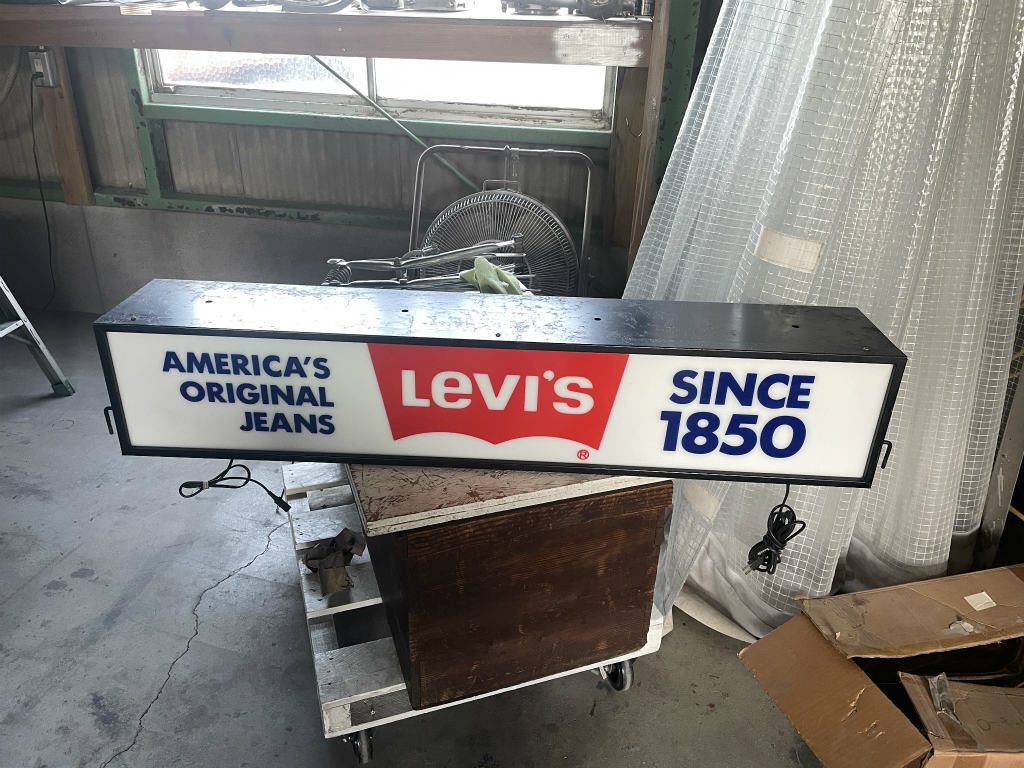 AMERICA'S
ORIGINAL
JEANS
LEVI'S
®
SINCE
1850